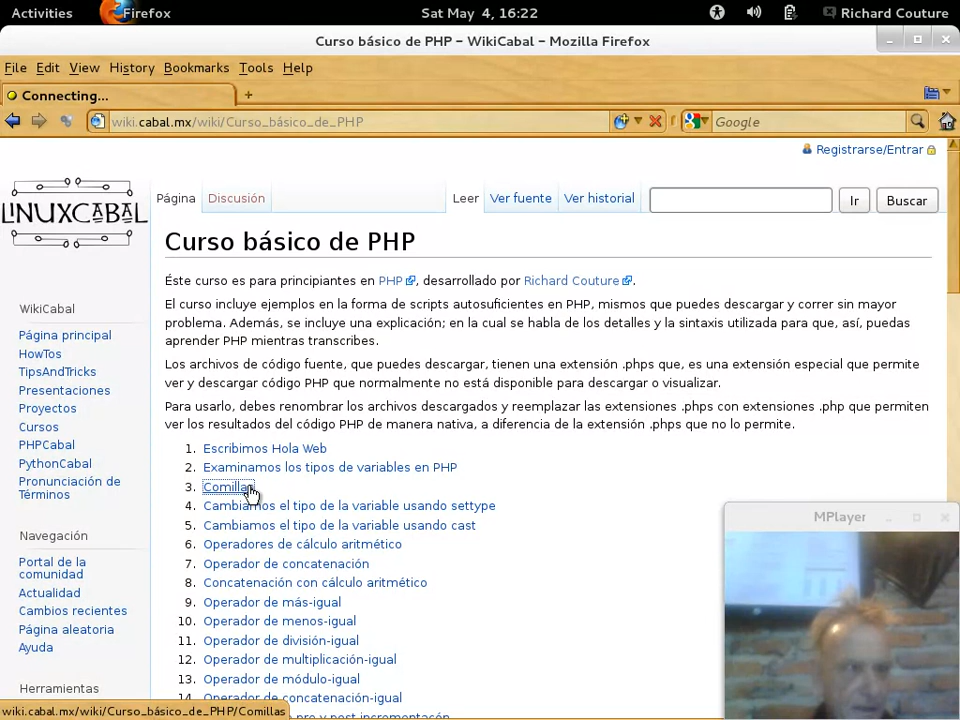 Activities Firefox Sat May 4, 16:22 Richard Couture
Curso básico de PHP – WikiCabal – Mozilla Firefox
File Edit View History Bookmarks Tools Help
Connecting...
wiki.cabal.mx/wiki/Curso_básico_de_PHP Google
Registrarse/Entrar
LINUXCABAL
Página Discusión Leer Ver fuente Ver historial Ir Buscar
Curso básico de PHP
Éste curso es para principiantes en PHP, desarrollado por Richard Couture.
El curso incluye ejemplos en la forma de scripts autosuficientes en PHP, mismos que puedes descargar y correr sin mayor
problema. Además, se incluye una explicación; en la cual se habla de los detalles y la sintaxis utilizada para que, así, puedas
aprender PHP mientras transcribes.
Los archivos de código fuente, que puedes descargar, tienen una extensión .phps que, es una extensión especial que permite
ver y descargar código PHP que normalmente no está disponible para descargar o visualizar.
Para usarlo, debes renombrar los archivos descargados y reemplazar las extensiones .phps con extensiones .php que permiten
ver los resultados del código PHP de manera nativa, a diferencia de la extensión .phps que no lo permite.
1. Escribimos Hola Web
2. Examinamos los tipos de variables en PHP
3. Comillas
4. Cambiamos el tipo de la variable usando settype
5. Cambiamos el tipo de la variable usando cast
6. Operadores de cálculo aritmético
7. Operador de concatenación
8. Concatenación con cálculo aritmético
9. Operador de más-igual
10. Operador de menos-igual
11. Operador de división-igual
12. Operador de multiplicación-igual
13. Operador de módulo-igual
14. Operador de concatenación-igual
pre y post incrementación
WikiCabal
Página principal
HowTos
TipsAndTricks
Presentaciones
Proyectos
Cursos
PHPCabal
PythonCabal
Pronunciación de
Términos
Navegación
Portal de la
comunidad
Actualidad
Cambios recientes
Página aleatoria
Ayuda
Herramientas
wiki.cabal.mx/wiki/Curso_básico_de_PHP/Comillas
MPlayer